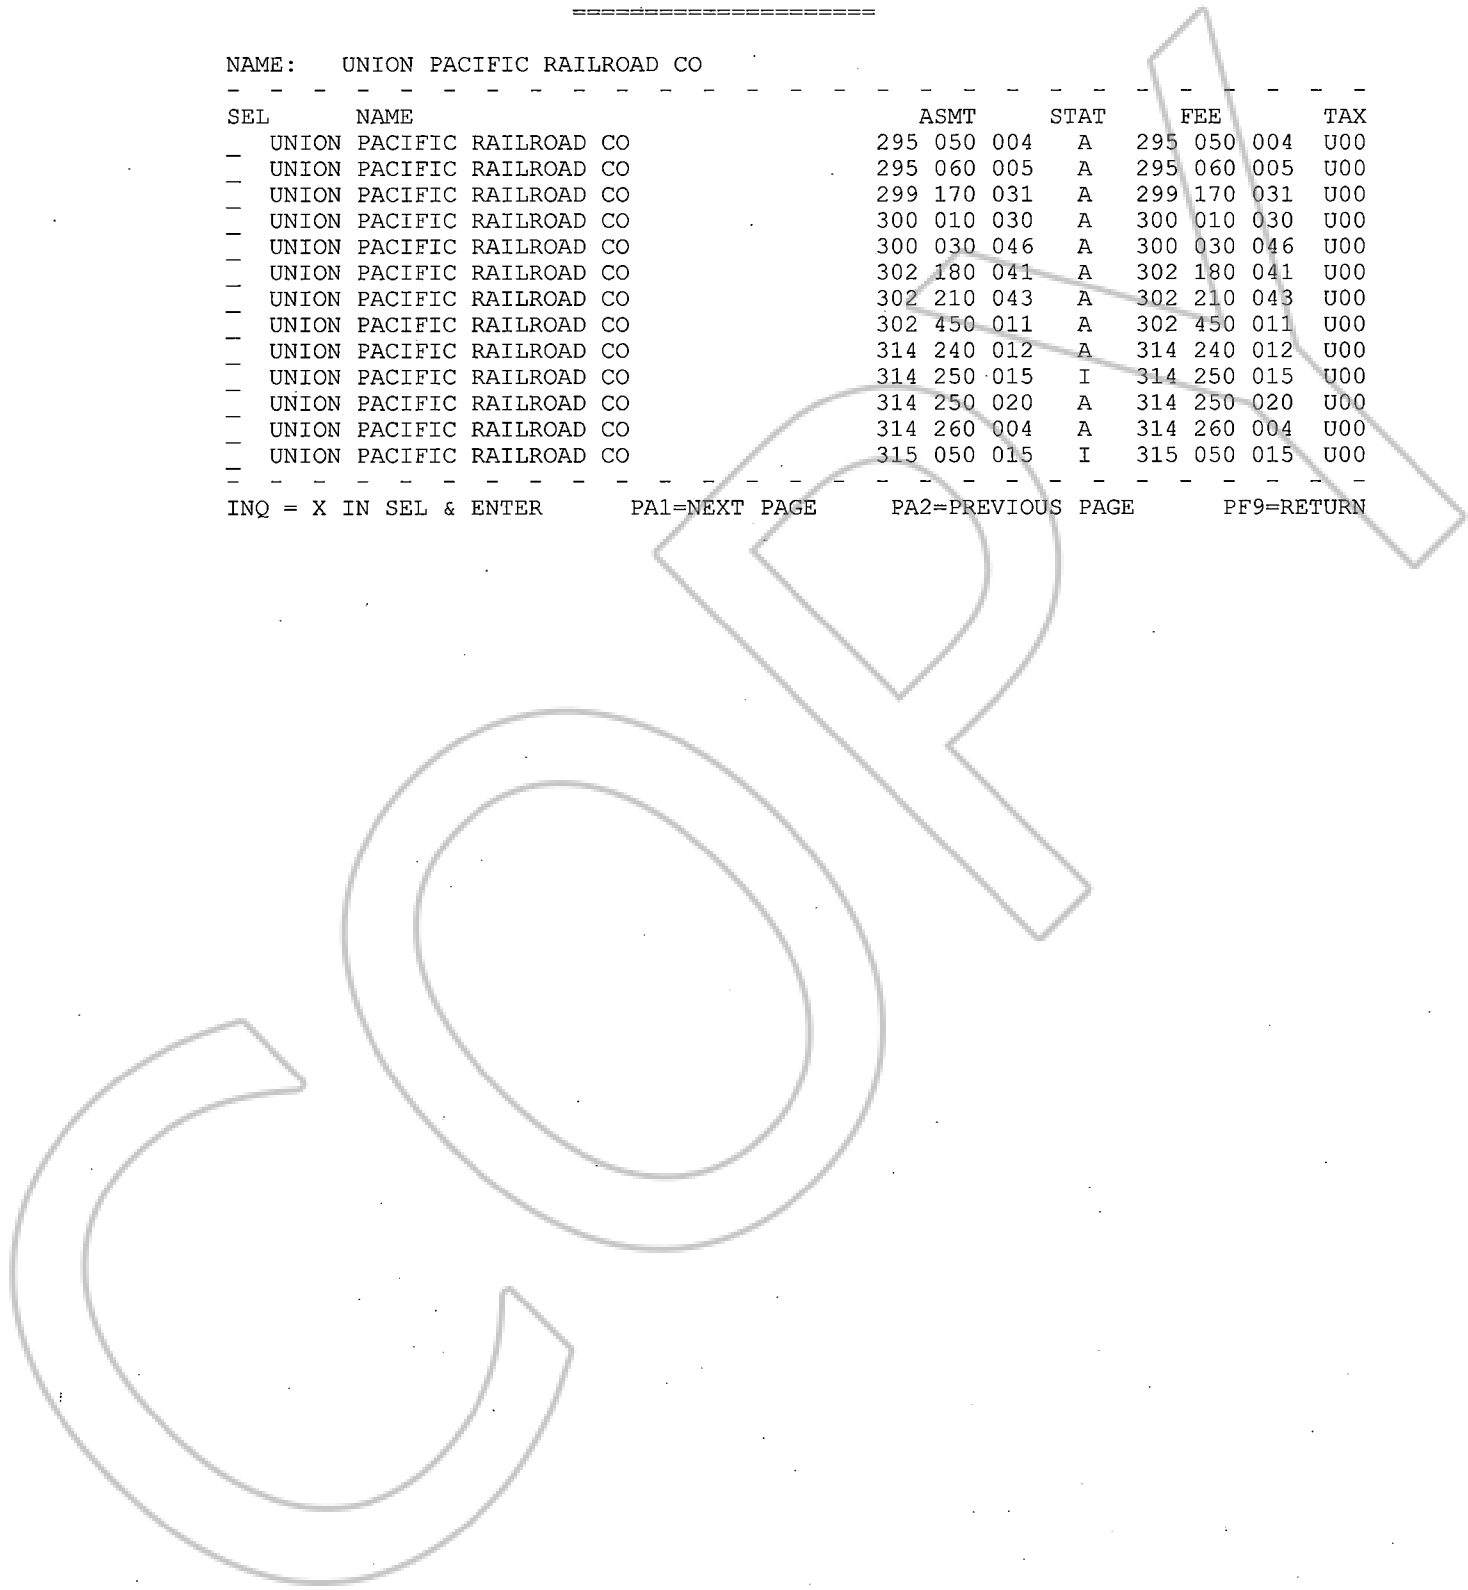 ====================
NAME: UNION PACIFIC RAILROAD CO
- - - - - - - - - - - - - - - - - - - - - - - - - - -
SEL NAME ASMT STAT FEE TAX
_ UNION PACIFIC RAILROAD CO 295 050 004 A 295 050 004 U00
_ UNION PACIFIC RAILROAD CO 295 060 005 A 295 060 005 U00
_ UNION PACIFIC RAILROAD CO 299 170 031 A 299 170 031 U00
_ UNION PACIFIC RAILROAD CO 300 010 030 A 300 010 030 U00
_ UNION PACIFIC RAILROAD CO 300 030 046 A 300 030 046 U00
_ UNION PACIFIC RAILROAD CO 302 180 041 A 302 180 041 U00
_ UNION PACIFIC RAILROAD CO 302 210 043 A 302 210 043 U00
_ UNION PACIFIC RAILROAD CO 302 450 011 A 302 450 011 U00
_ UNION PACIFIC RAILROAD CO 314 240 012 A 314 240 012 U00
_ UNION PACIFIC RAILROAD CO 314 250 015 I 314 250 015 U00
_ UNION PACIFIC RAILROAD CO 314 250 020 A 314 250 020 U00
_ UNION PACIFIC RAILROAD CO 314 260 004 A 314 260 004 U00
_ UNION PACIFIC RAILROAD CO 315 050 015 I 315 050 015 U00
- - - - - - - - - - - - - - - - - - - - - - - - - - -
INQ = X IN SEL & ENTER PA1=NEXT PAGE PA2=PREVIOUS PAGE PF9=RETURN
COPY